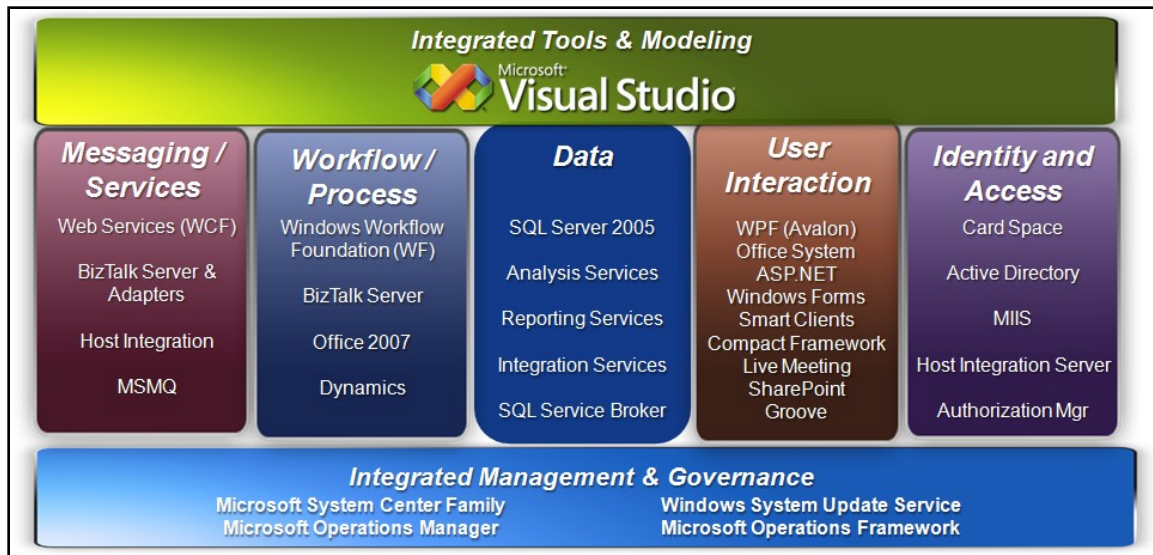 Integrated Tools & Modeling
Microsoft®
Visual Studio
Messaging /
Services
Web Services (WCF)
BizTalk Server &
Adapters
Host Integration
MSMQ
Workflow /
Process
Windows Workflow
Foundation (WF)
BizTalk Server
Office 2007
Dynamics
Data
SQL Server 2005
Analysis Services
Reporting Services
Integration Services
SQL Service Broker
User
Interaction
WPF (Avalon)
Office System
ASP.NET
Windows Forms
Smart Clients
Compact Framework
Live Meeting
SharePoint
Groove
Identity and
Access
Card Space
Active Directory
MIIS
Host Integration Server
Authorization Mgr
Integrated Management & Governance
Microsoft System Center Family
Microsoft Operations Manager
Windows System Update Service
Microsoft Operations Framework